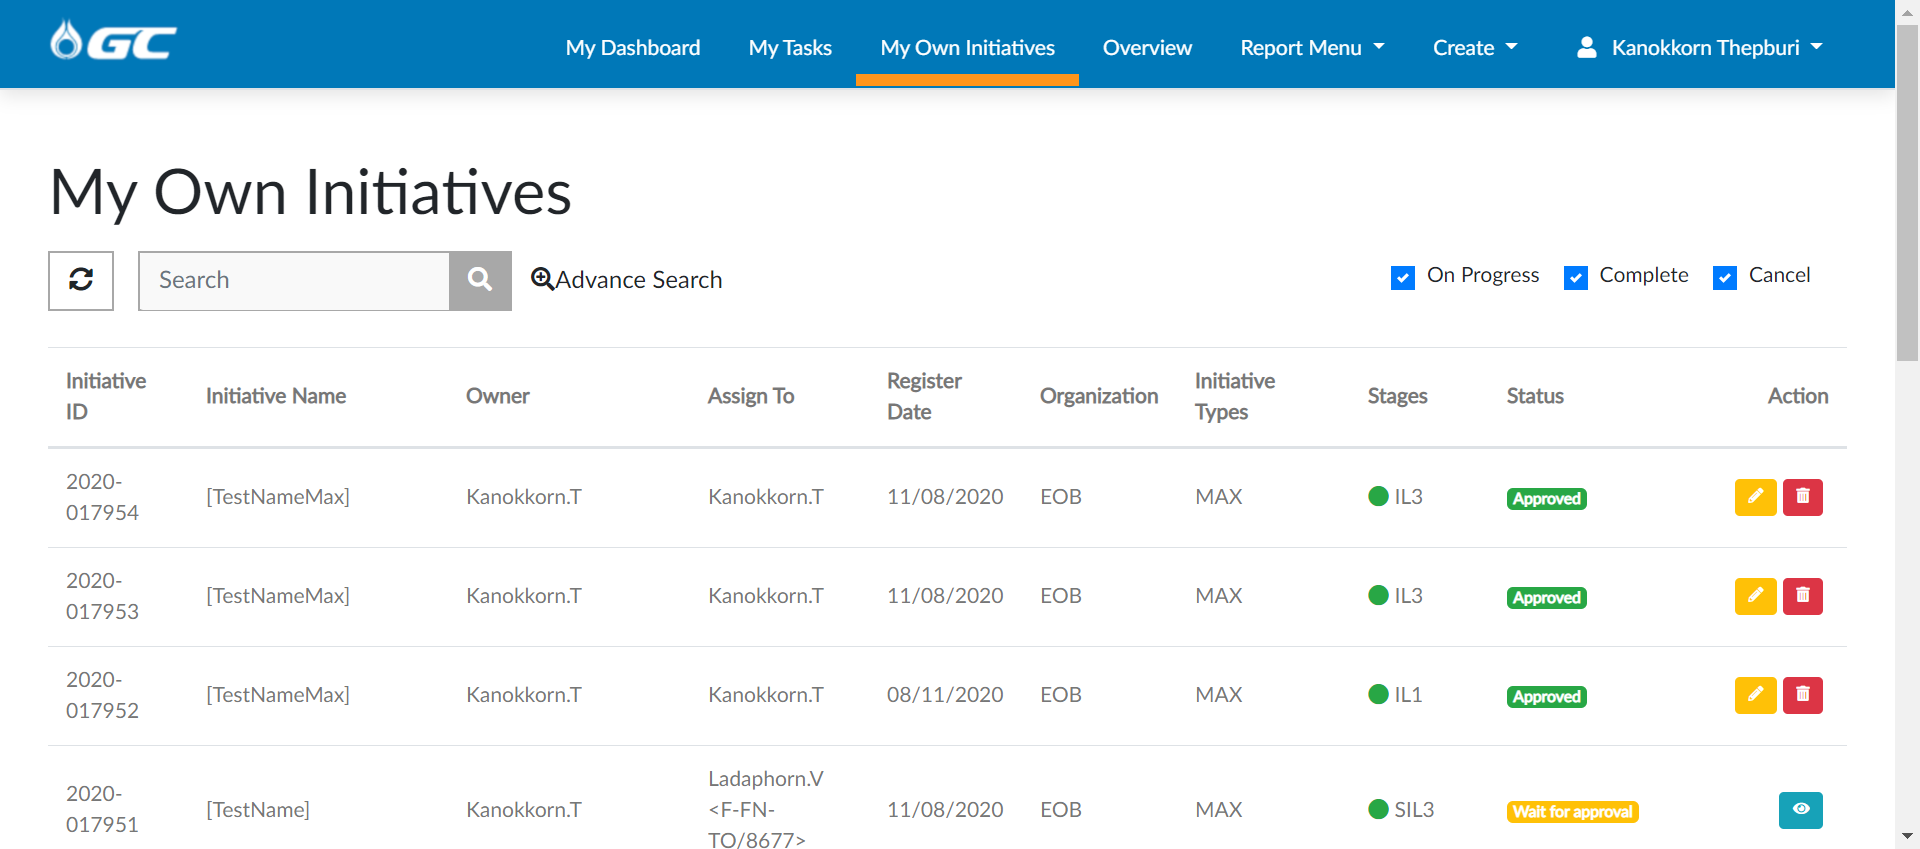 GC
My Dashboard
My Tasks
My Own Initiatives
Overview
Report Menu
Create
Kanokkorn Thepburi
My Own Initiatives
Search
Advance Search
On Progress
Complete
Cancel
Initiative
ID
Initiative Name
Owner
Assign To
Register
Date
Organization
Initiative
Types
Stages
Status
Action
2020-
017954
[TestNameMax]
Kanokkorn.T
Kanokkorn.T
11/08/2020
EOB
MAX
IL3
Approved
2020-
017953
[TestNameMax]
Kanokkorn.T
Kanokkorn.T
11/08/2020
EOB
MAX
IL3
Approved
2020-
017952
[TestNameMax]
Kanokkorn.T
Kanokkorn.T
08/11/2020
EOB
MAX
IL1
Approved
2020-
017951
[TestName]
Kanokkorn.T
Ladaphorn.V
<F-FN-
TO/8677>
11/08/2020
EOB
MAX
SIL3
Wait for approval